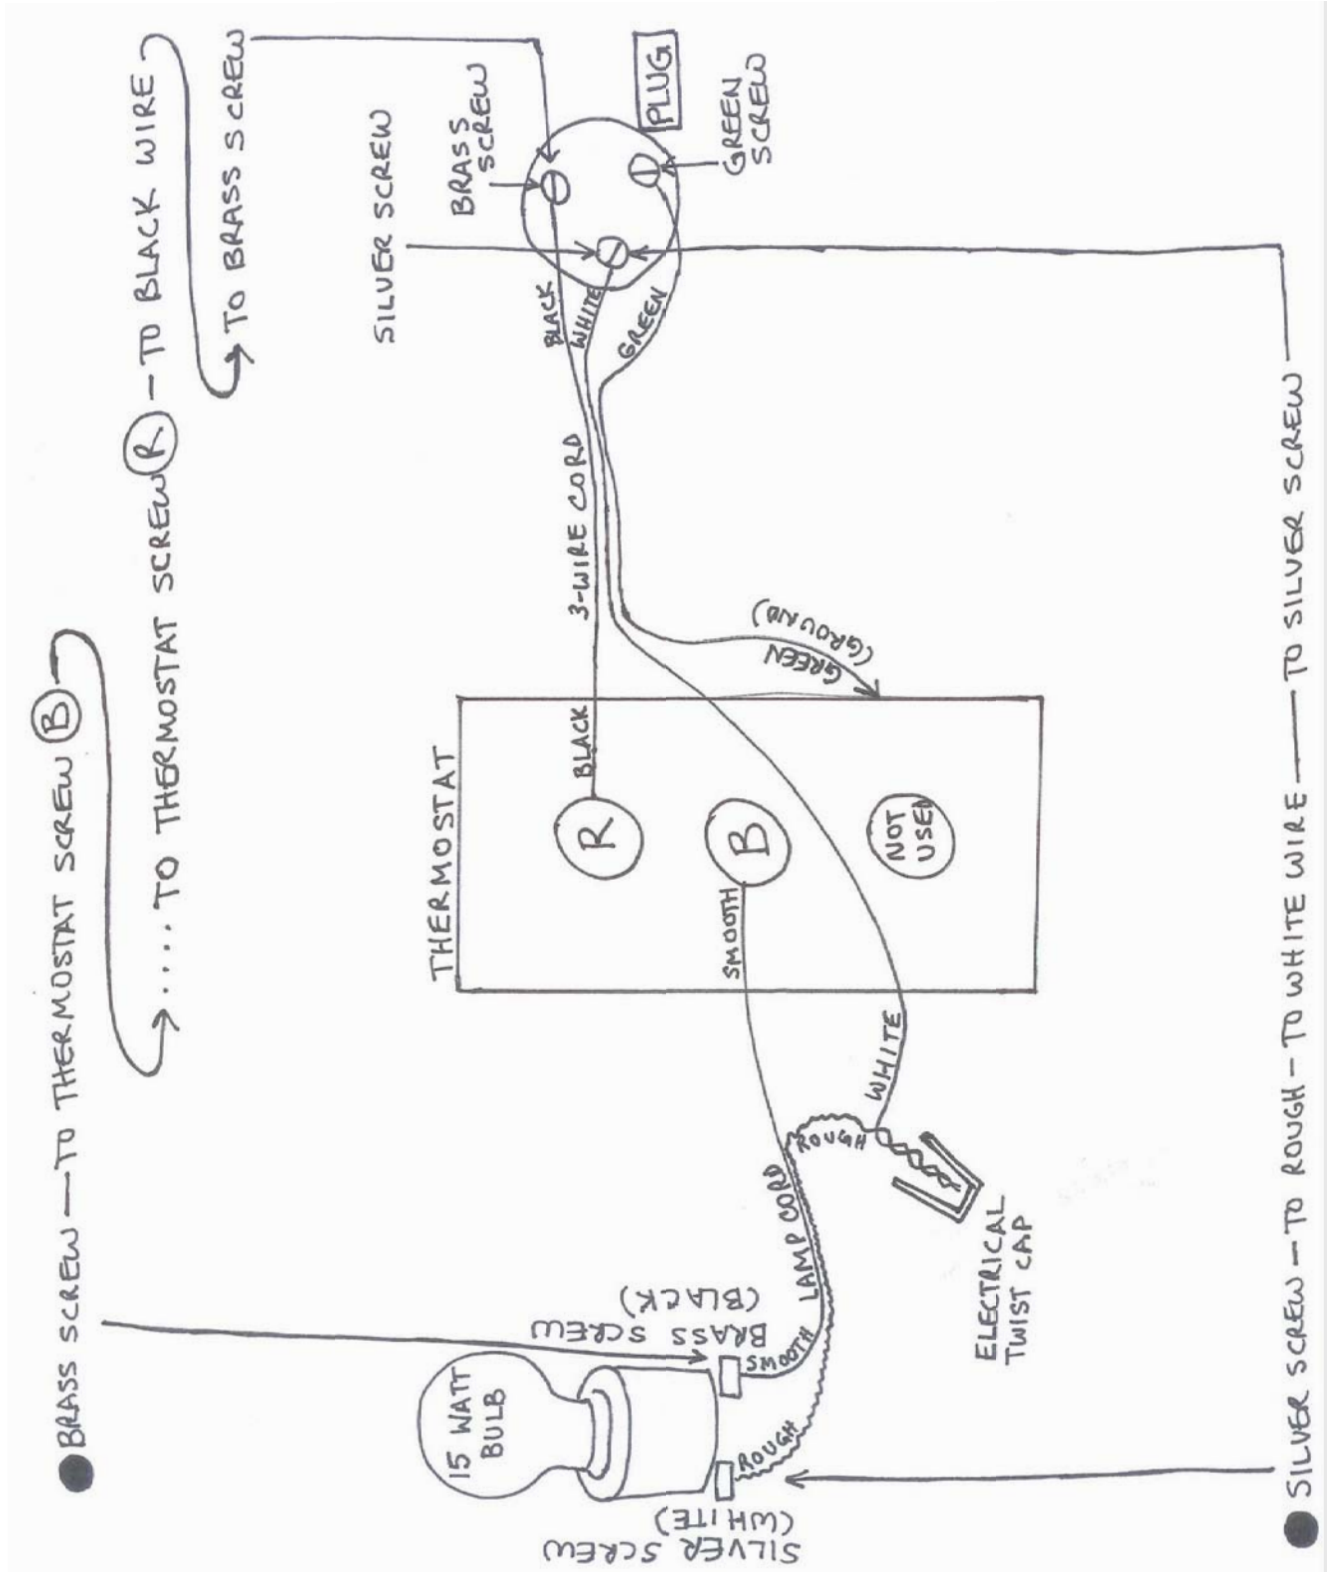 ● BRASS SCREW — TO THERMOSTAT SCREW B
..... TO THERMOSTAT SCREW R — TO BLACK WIRE
TO BRASS SCREW
SILVER SCREW
BRASS
SCREW
PLUG
GREEN
SCREW
BLACK
WHITE
GREEN
3-WIRE CORD
GREEN
(GROUND)
THERMOSTAT
BLACK
R
B
NOT
USED
SMOOTH
WHITE
ROUGH
LAMP CORD
ELECTRICAL
TWIST CAP
15 WATT
BULB
BRASS SCREW
(BLACK)
SMOOTH
ROUGH
SILVER SCREW
(WHITE)
● SILVER SCREW — TO ROUGH — TO WHITE WIRE — TO SILVER SCREW